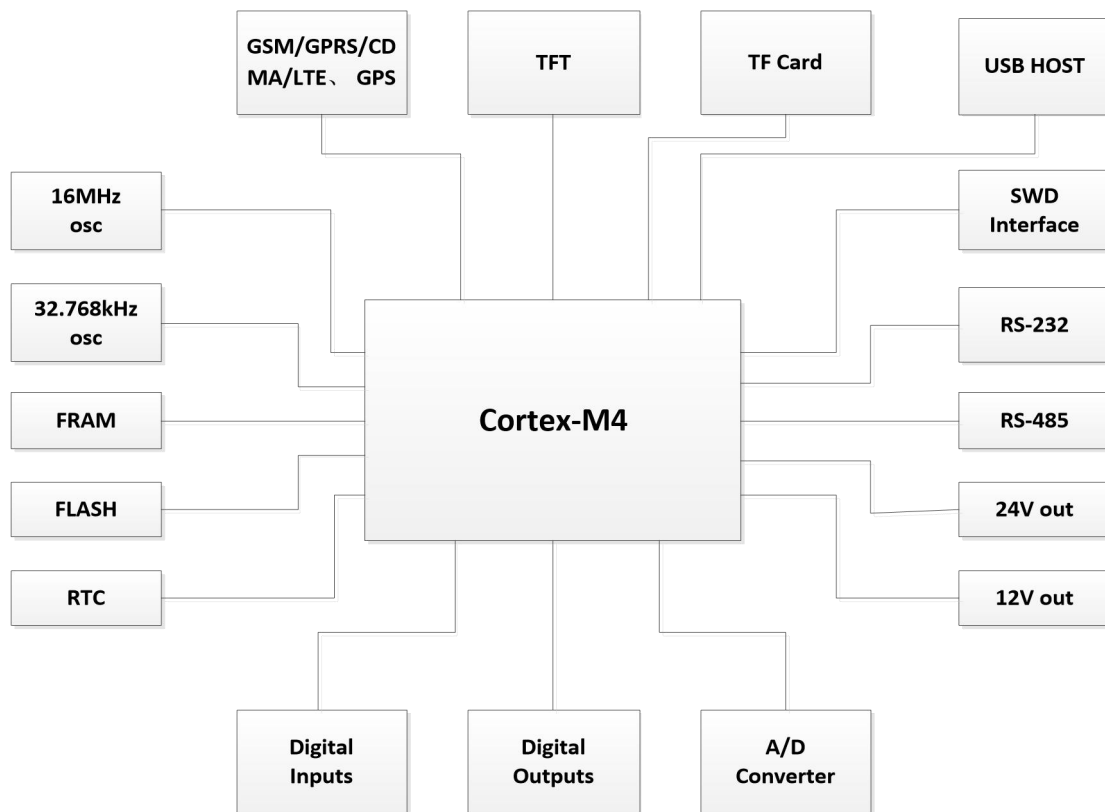 GSM/GPRS/CD
MA/LTE、 GPS
TFT
TF Card
USB HOST
16MHz
osc
SWD
Interface
32.768kHz
osc
RS-232
Cortex-M4
FRAM
RS-485
FLASH
24V out
RTC
12V out
Digital
Inputs
Digital
Outputs
A/D
Converter